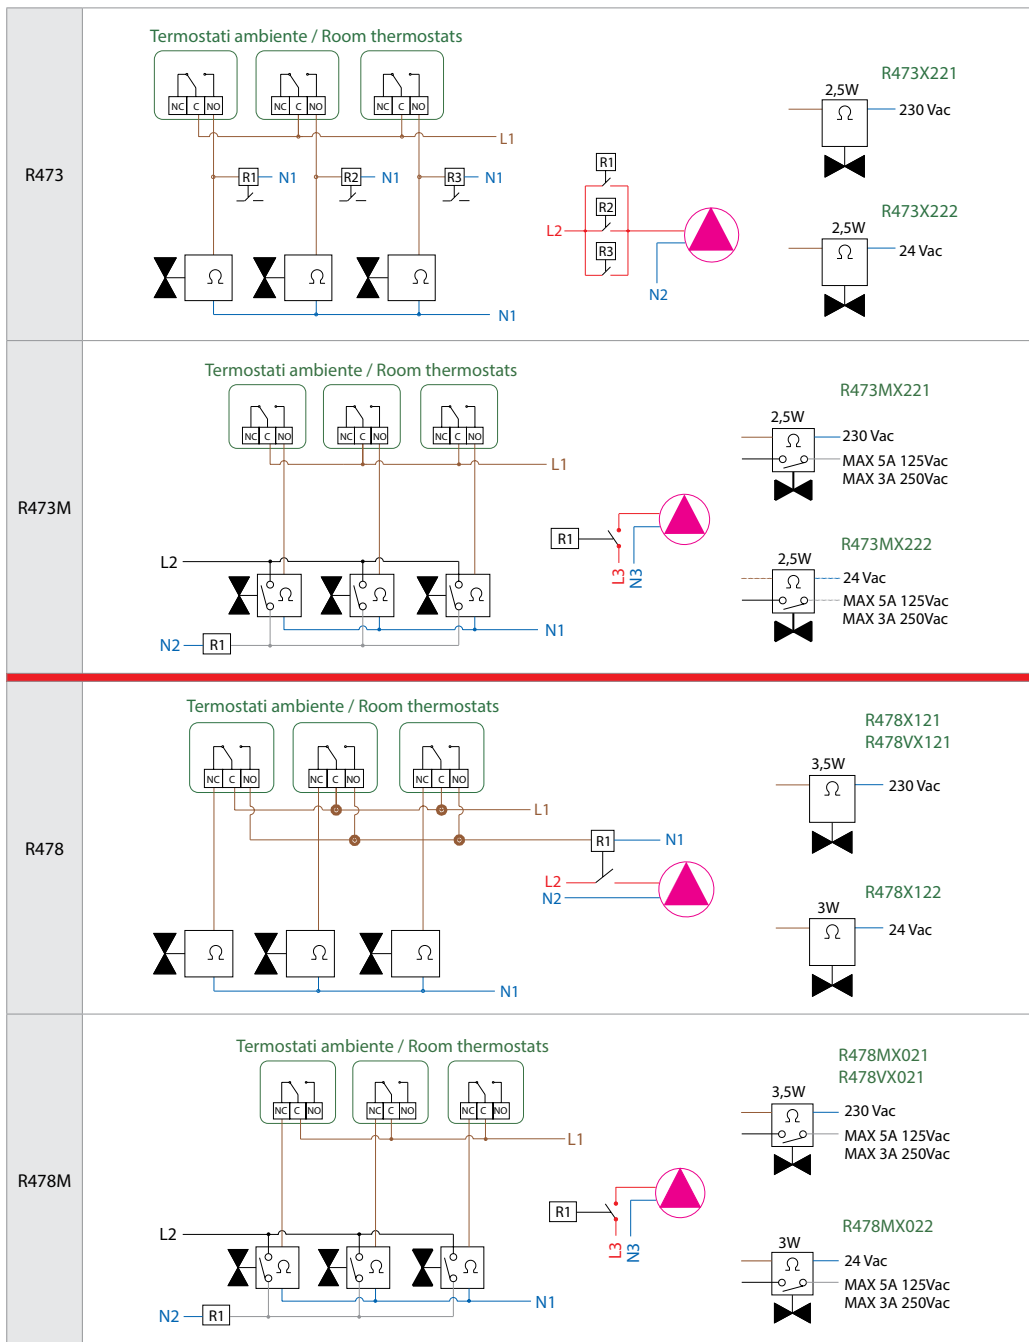 R473
Termostati ambiente / Room thermostats
NC C NO NC C NO NC C NO
L1
R1 N1 R2 N1 R3 N1
Ω Ω Ω
N1
R1
R2
L2
R3
N2
R473X221
2,5W
Ω 230 Vac
R473X222
2,5W
Ω 24 Vac
R473M
Termostati ambiente / Room thermostats
NC C NO NC C NO NC C NO
L1
L2
Ω Ω Ω
N1
N2 R1
R1
L3 N3
R473MX221
2,5W
Ω 230 Vac
MAX 5A 125Vac
MAX 3A 250Vac
R473MX222
2,5W
Ω 24 Vac
MAX 5A 125Vac
MAX 3A 250Vac
R478
Termostati ambiente / Room thermostats
NC C NO NC C NO NC C NO
L1
R1 N1
L2
N2
Ω Ω Ω
N1
R478X121
R478VX121
3,5W
Ω 230 Vac
R478X122
3W
Ω 24 Vac
R478M
Termostati ambiente / Room thermostats
NC C NO NC C NO NC C NO
L1
L2
Ω Ω Ω
N1
N2 R1
R1
L3 N3
R478MX021
R478VX021
3,5W
Ω 230 Vac
MAX 5A 125Vac
MAX 3A 250Vac
R478MX022
3W
Ω 24 Vac
MAX 5A 125Vac
MAX 3A 250Vac